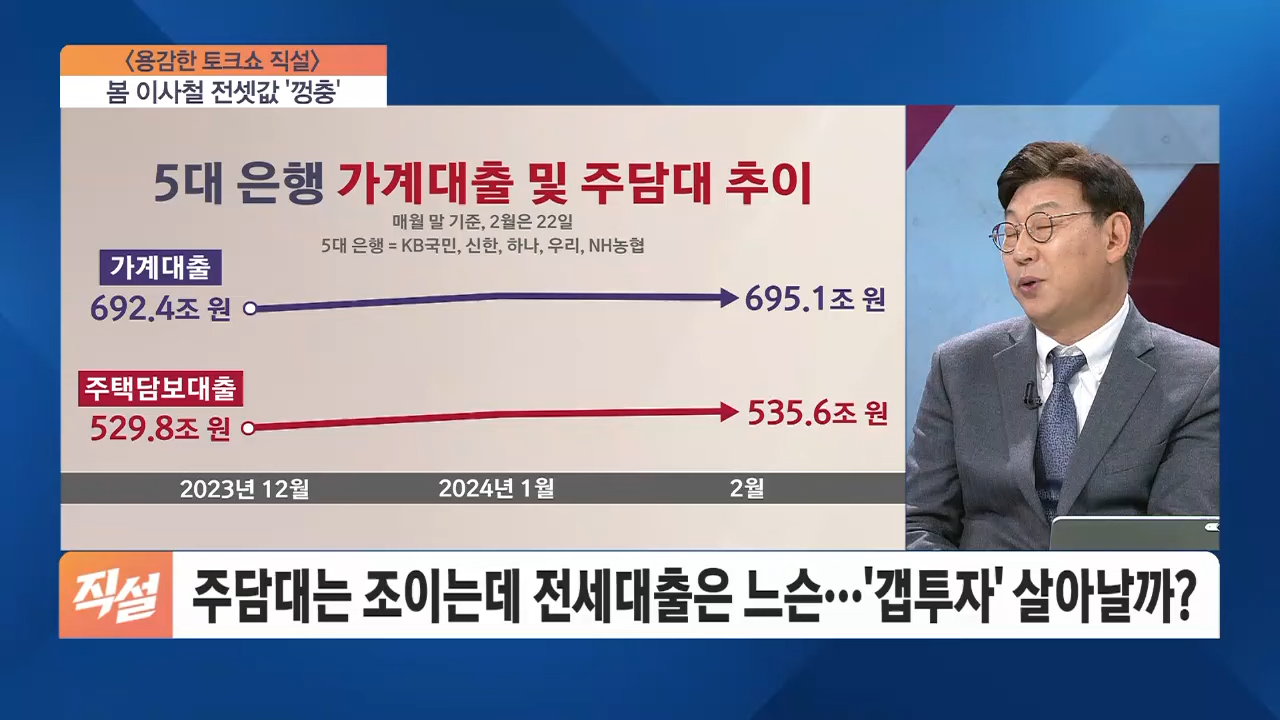 〈용감한 토크쇼 직설〉
봄 이사철 전셋값 '껑충'
5대 은행 가계대출 및 주담대 추이
매월 말 기준, 2월은 22일
5대 은행 = KB국민, 신한, 하나, 우리, NH농협
가계대출
692.4조 원
695.1조 원
주택담보대출
529.8조 원
535.6조 원
2023년 12월
2024년 1월
2월
직설
주담대는 조이는데 전세대출은 느슨…'갭투자' 살아날까?